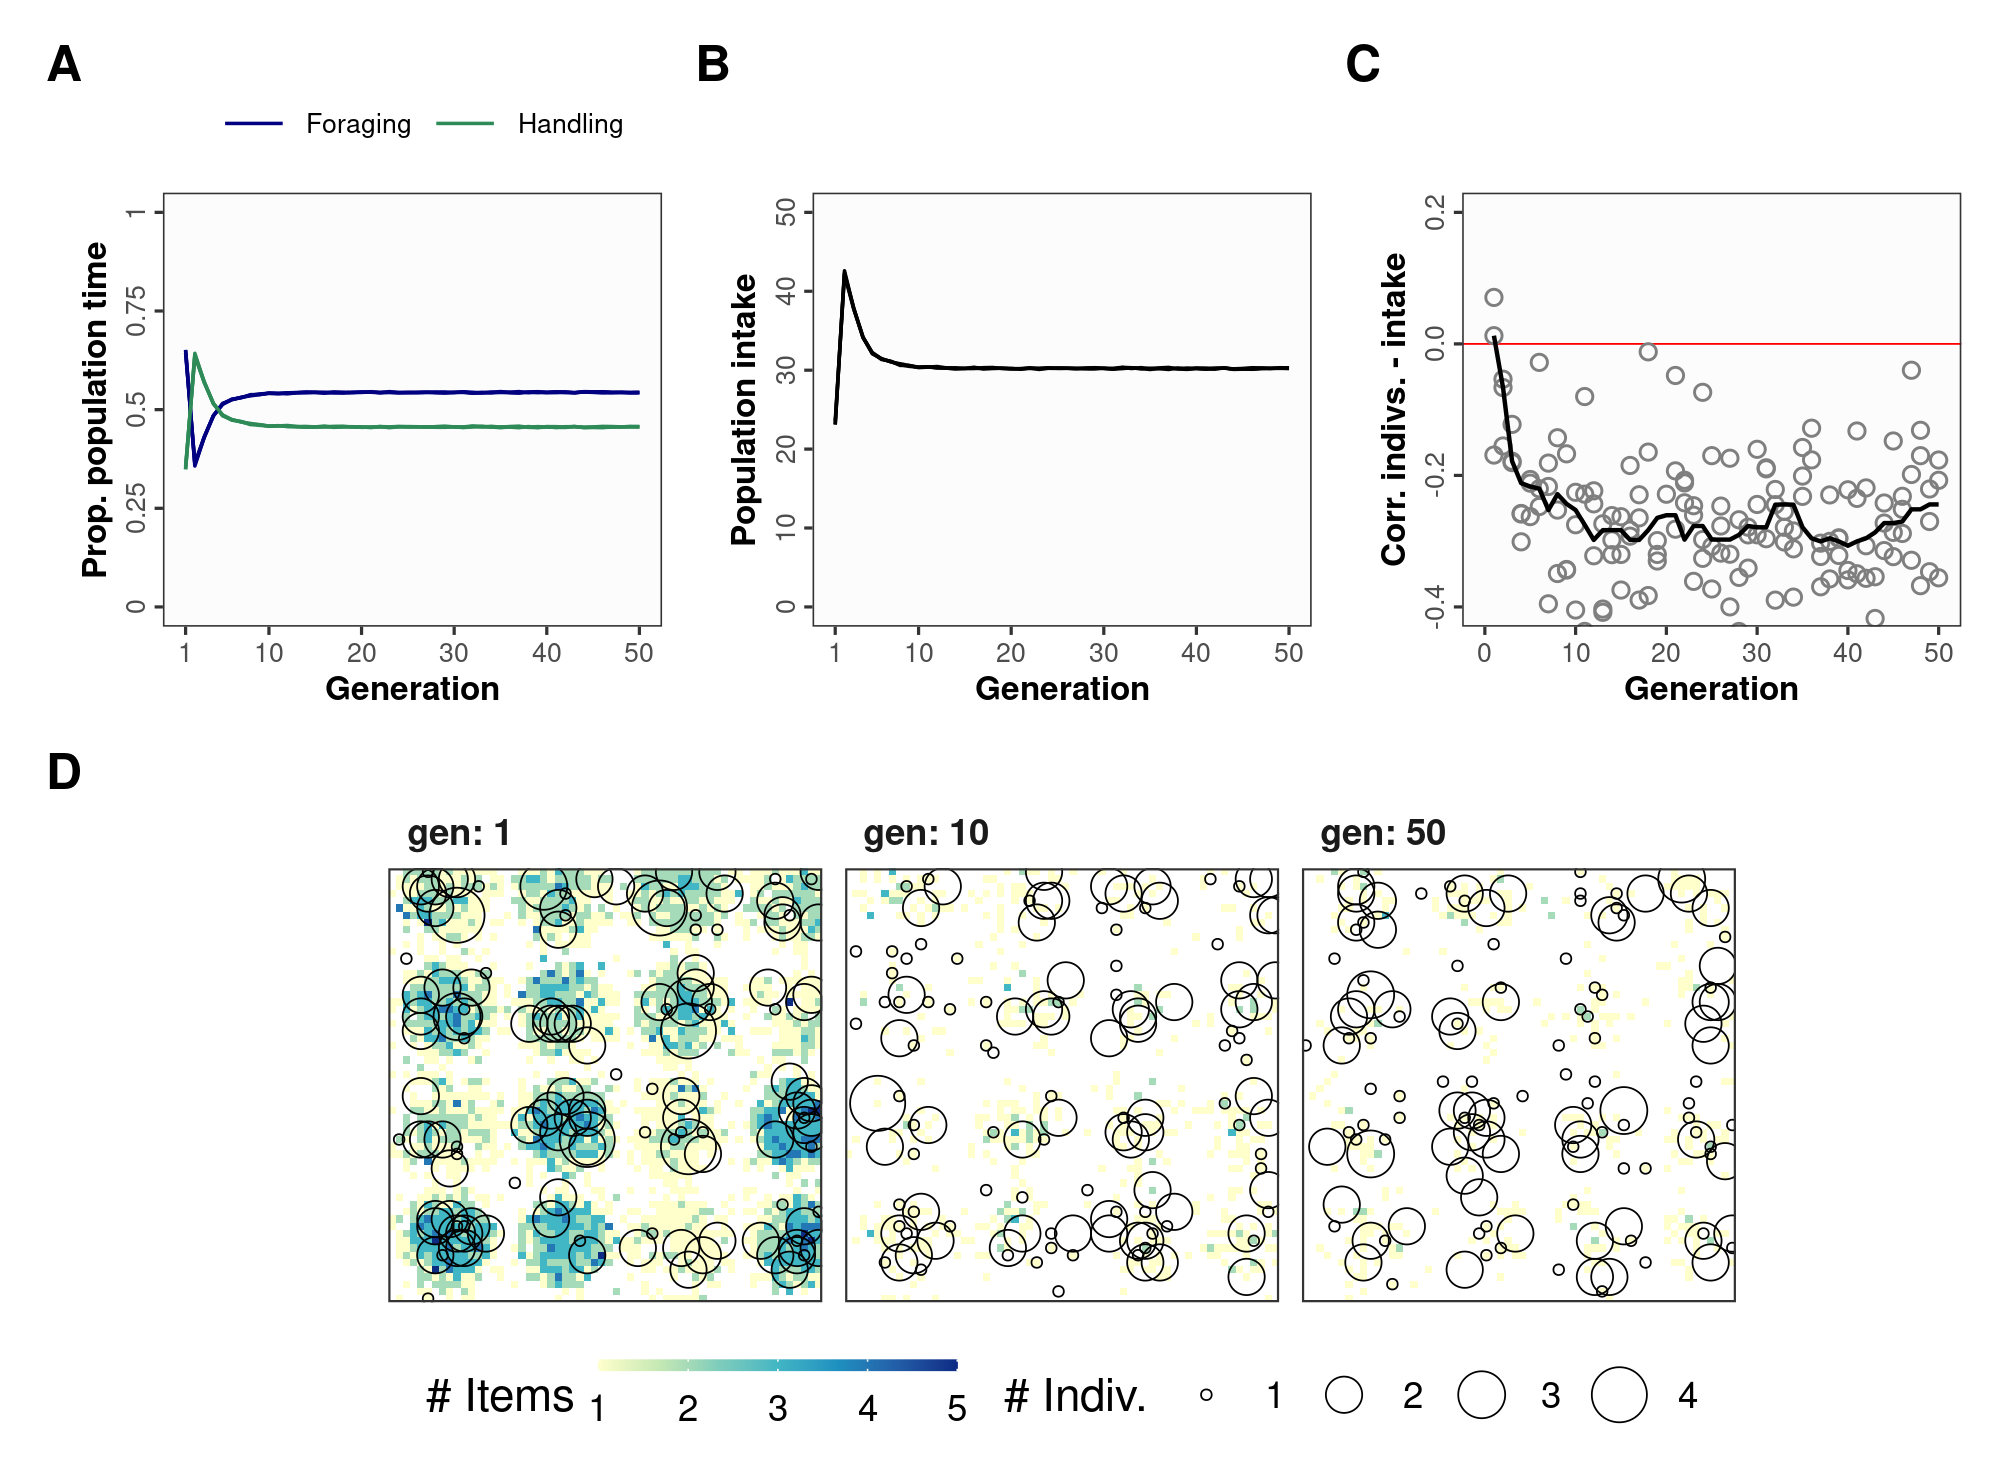 A
B
C
Foraging
Handling
Prop. population time
0
0.25
0.5
0.75
1
1
10
20
30
40
50
Generation
Population intake
0
10
20
30
40
50
1
10
20
30
40
50
Generation
Corr. indivs. - intake
-0.4
-0.2
0.0
0.2
0
10
20
30
40
50
Generation
D
gen: 1
gen: 10
gen: 50
# Items
1
2
3
4
5
# Indiv.
1
2
3
4